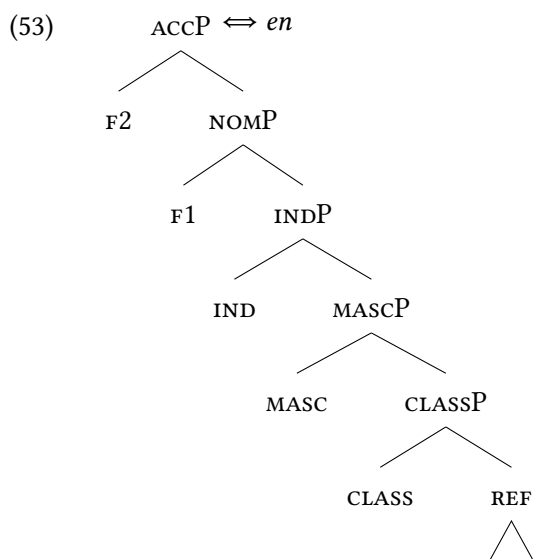 (53) ACCP ⇔ en
F2 NOMP
F1 INDP
IND MASCP
MASC CLASSP
CLASS REF